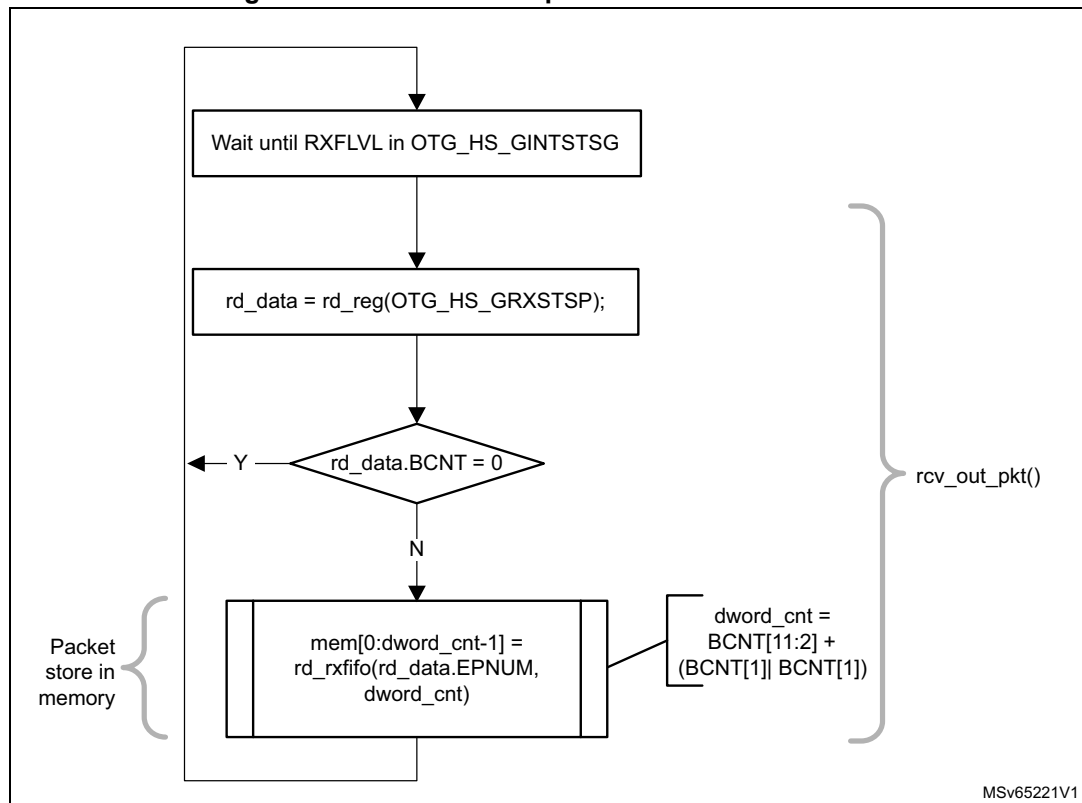 Wait until RXFLVL in OTG_HS_GINTSTSG
rd_data = rd_reg(OTG_HS_GRXSTSP);
rd_data.BCNT = 0
Y
rcv_out_pkt()
N
mem[0:dword_cnt-1] =
rd_rxfifo(rd_data.EPNUM,
dword_cnt)
dword_cnt =
BCNT[11:2] +
(BCNT[1]| BCNT[1])
Packet
store in
memory
MSv65221V1